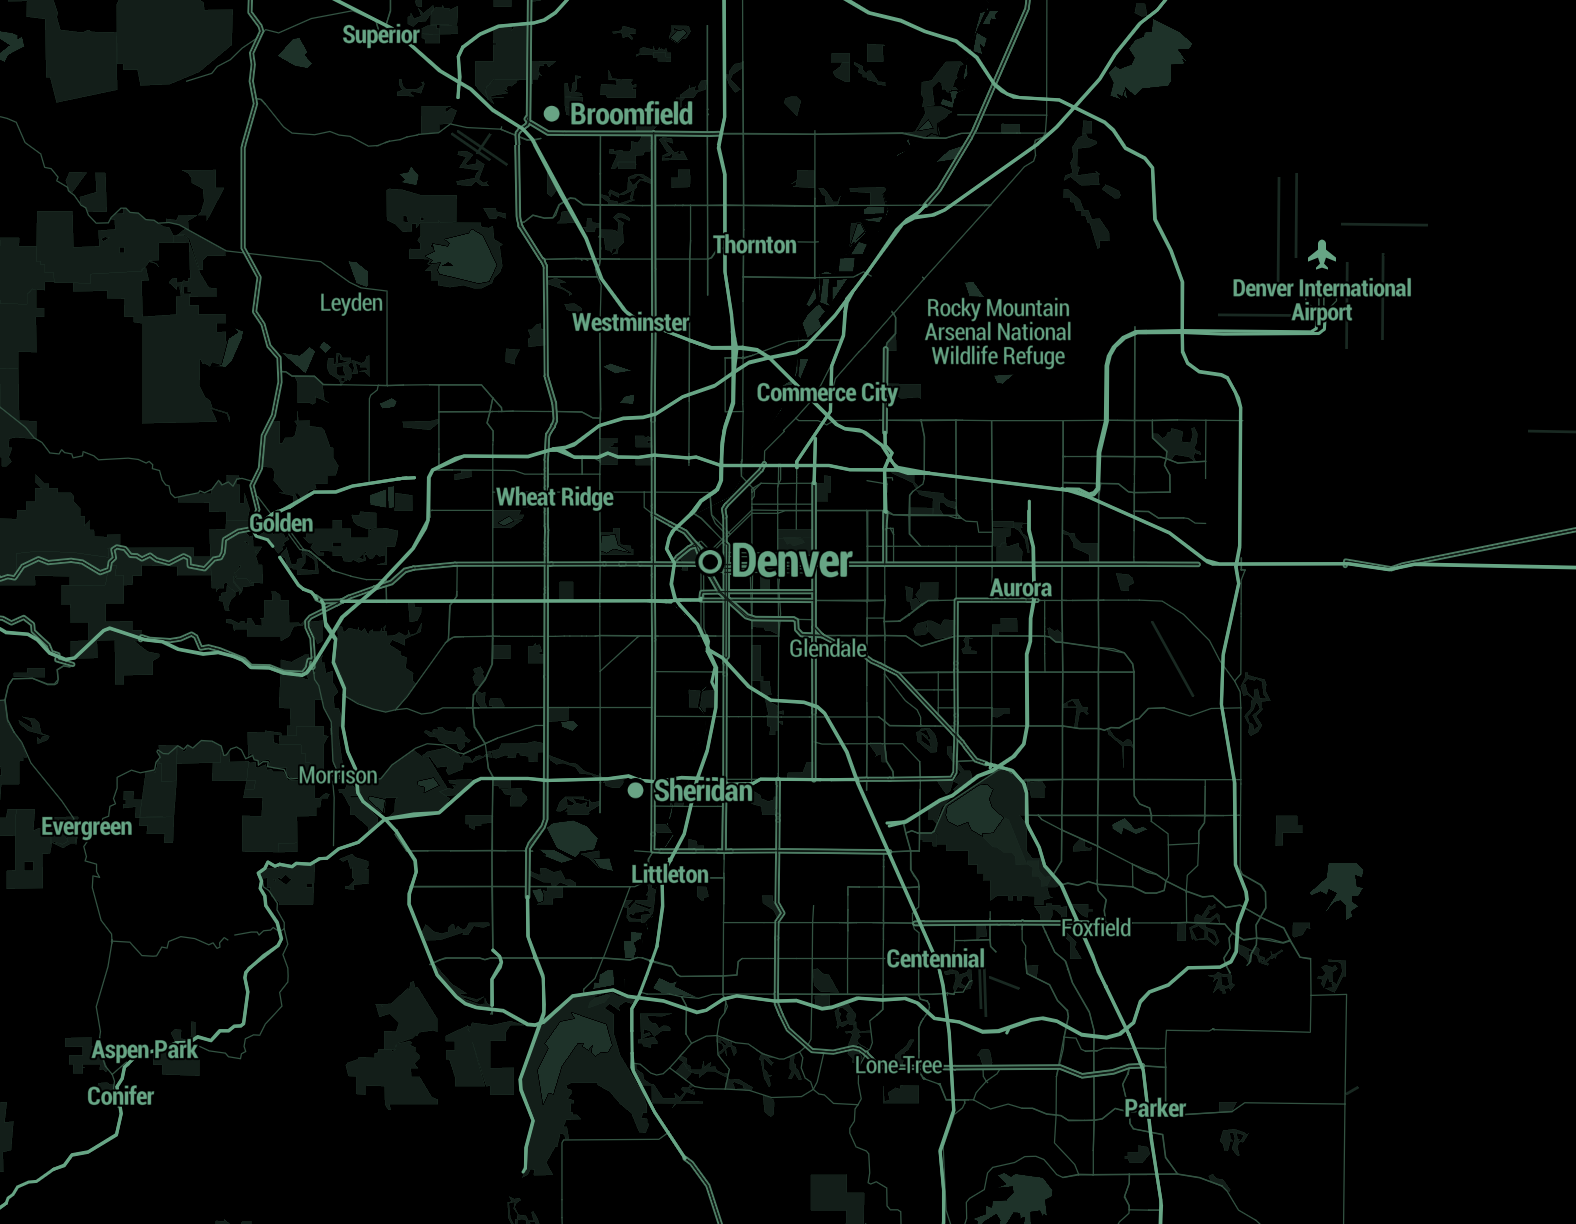 Superior
Broomfield
Thornton
Denver International
Airport
Leyden
Rocky Mountain
Arsenal National
Wildlife Refuge
Westminster
Commerce City
Wheat Ridge
Golden
Denver
Aurora
Glendale
Morrison
Sheridan
Evergreen
Littleton
Foxfield
Centennial
Aspen Park
Lone Tree
Conifer
Parker